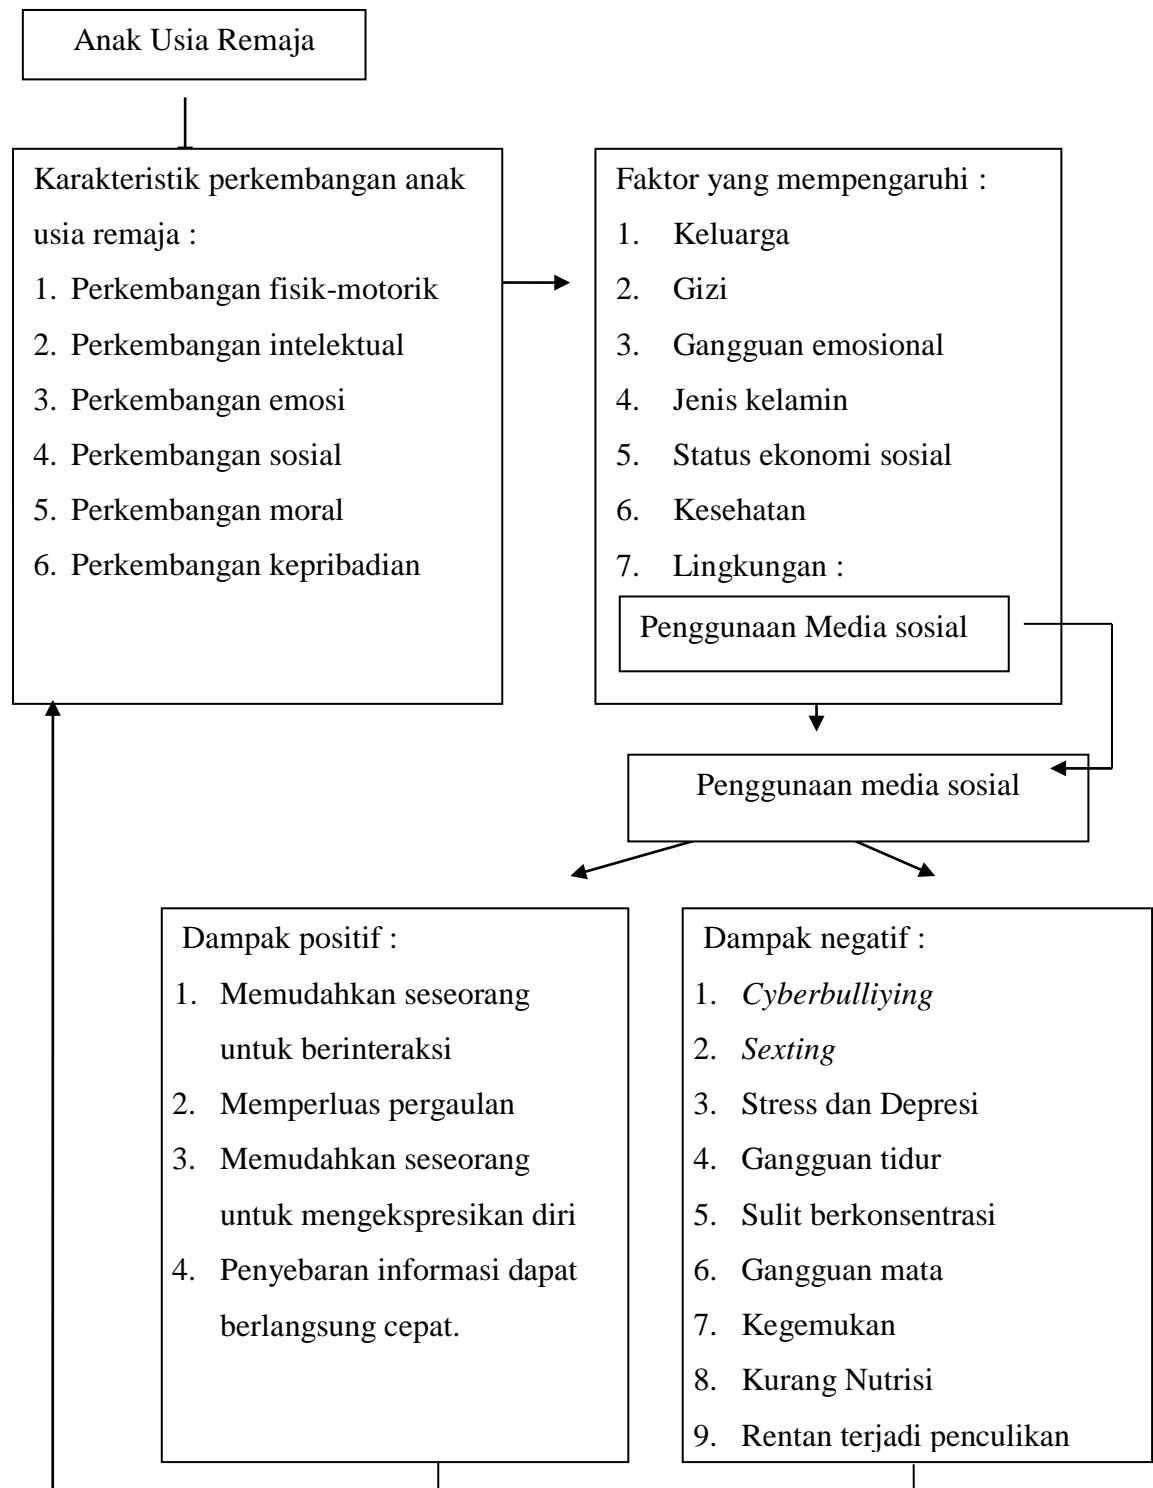 Anak Usia Remaja
Karakteristik perkembangan anak
usia remaja :
1. Perkembangan fisik-motorik
2. Perkembangan intelektual
3. Perkembangan emosi
4. Perkembangan sosial
5. Perkembangan moral
6. Perkembangan kepribadian
Faktor yang mempengaruhi :
1. Keluarga
2. Gizi
3. Gangguan emosional
4. Jenis kelamin
5. Status ekonomi sosial
6. Kesehatan
7. Lingkungan :
Penggunaan Media sosial
Penggunaan media sosial
Dampak positif :
1. Memudahkan seseorang
untuk berinteraksi
2. Memperluas pergaulan
3. Memudahkan seseorang
untuk mengekspresikan diri
4. Penyebaran informasi dapat
berlangsung cepat.
Dampak negatif :
1. Cyberbulliying
2. Sexting
3. Stress dan Depresi
4. Gangguan tidur
5. Sulit berkonsentrasi
6. Gangguan mata
7. Kegemukan
8. Kurang Nutrisi
9. Rentan terjadi penculikan